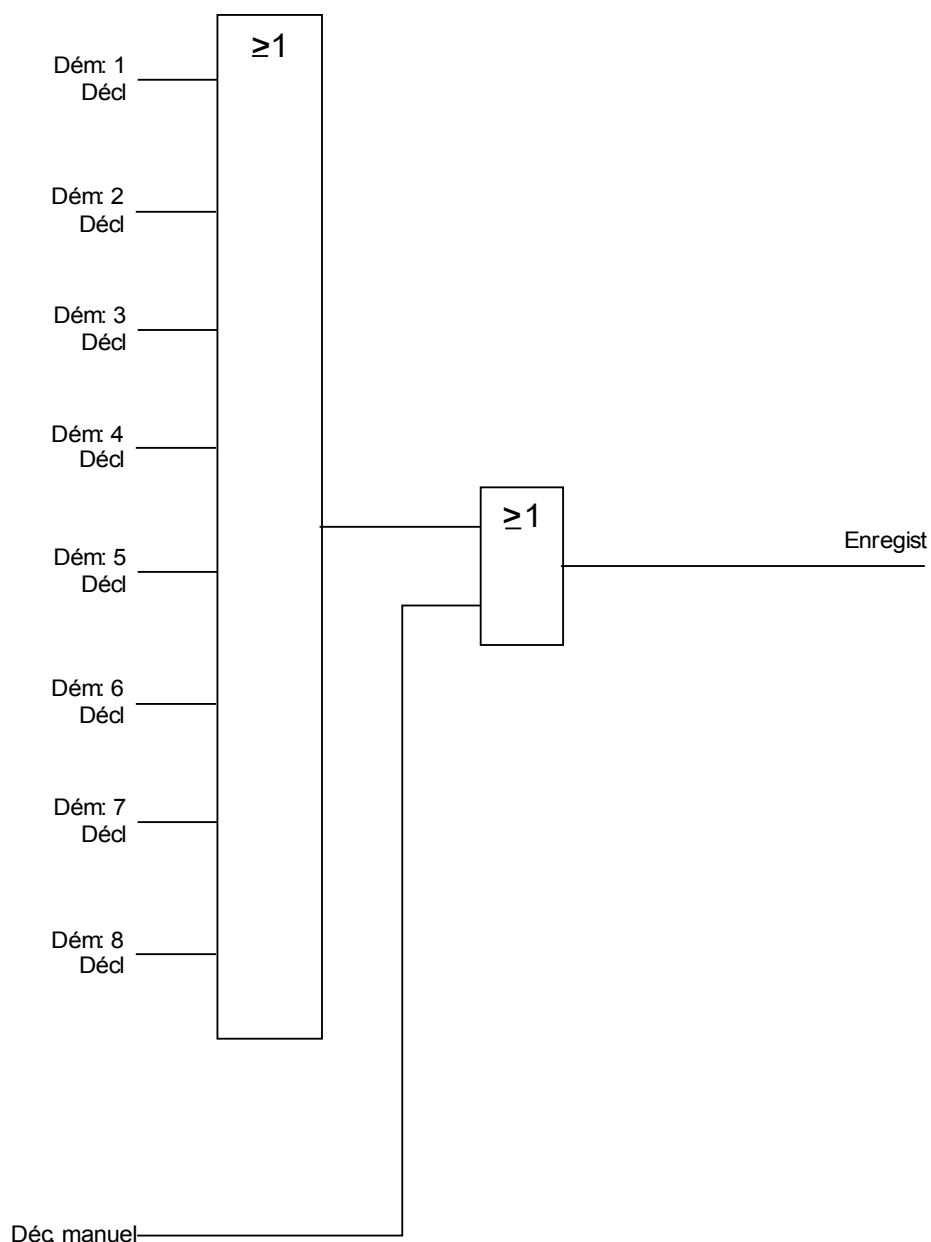 ≥1
Dém: 1
Décl
Dém: 2
Décl
Dém: 3
Décl
Dém: 4
Décl
≥1
Dém: 5
Décl
Enregist
Dém: 6
Décl
Dém: 7
Décl
Dém: 8
Décl
Déc. manuel